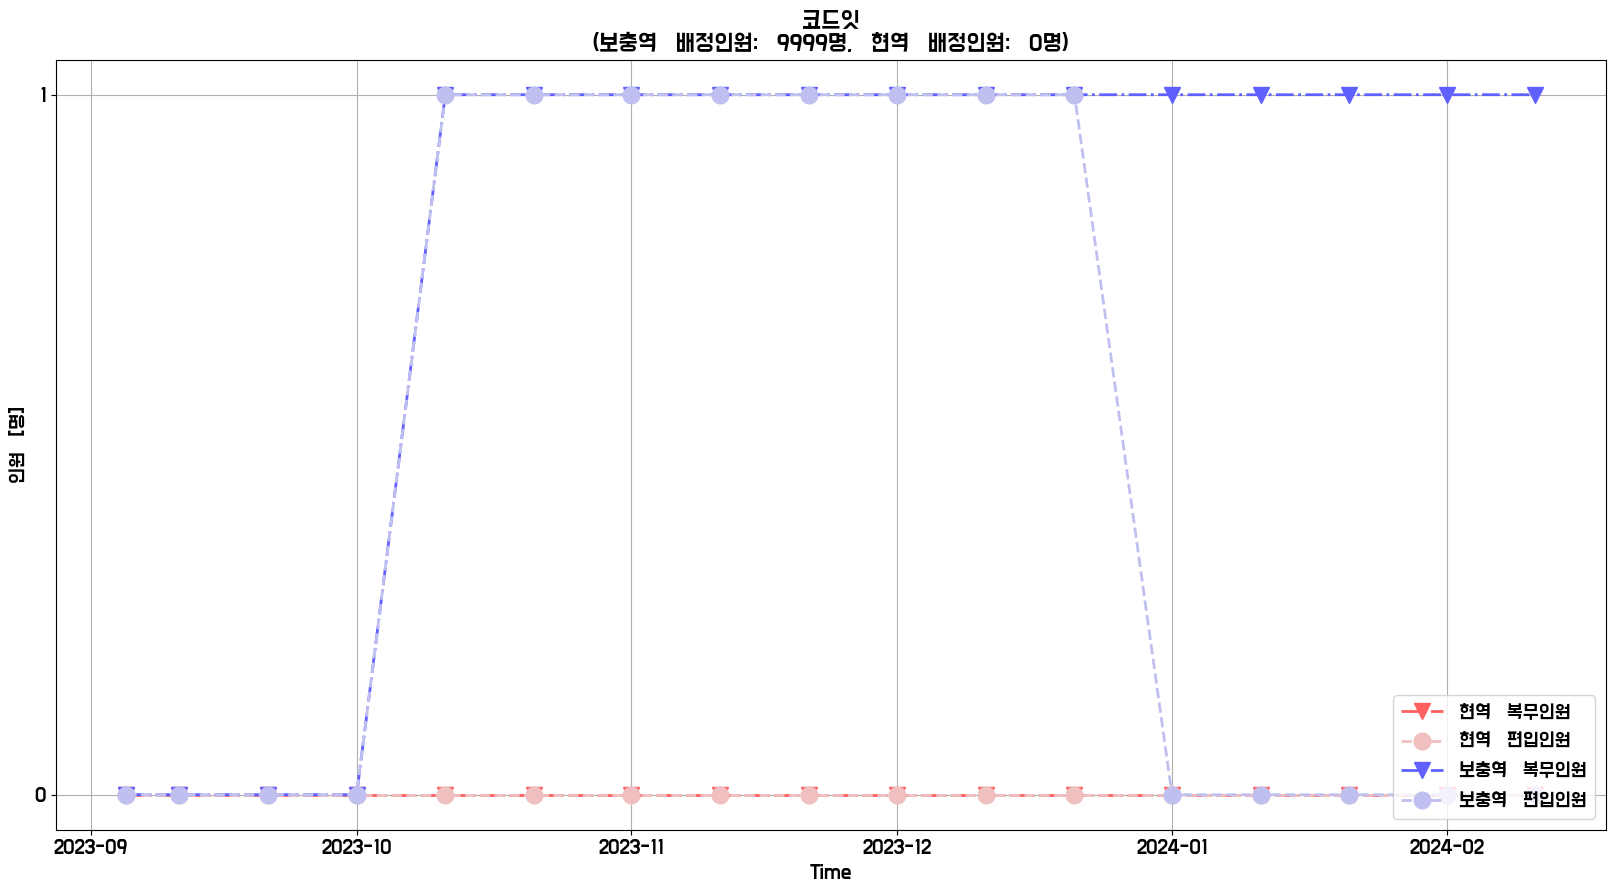 코드잇
(보충역 배정인원: 9999명, 현역 배정인원: 0명)
1
인원 [명]
0
현역 복무인원
현역 편입인원
보충역 복무인원
보충역 편입인원
2023-09 2023-10 2023-11 2023-12 2024-01 2024-02
Time